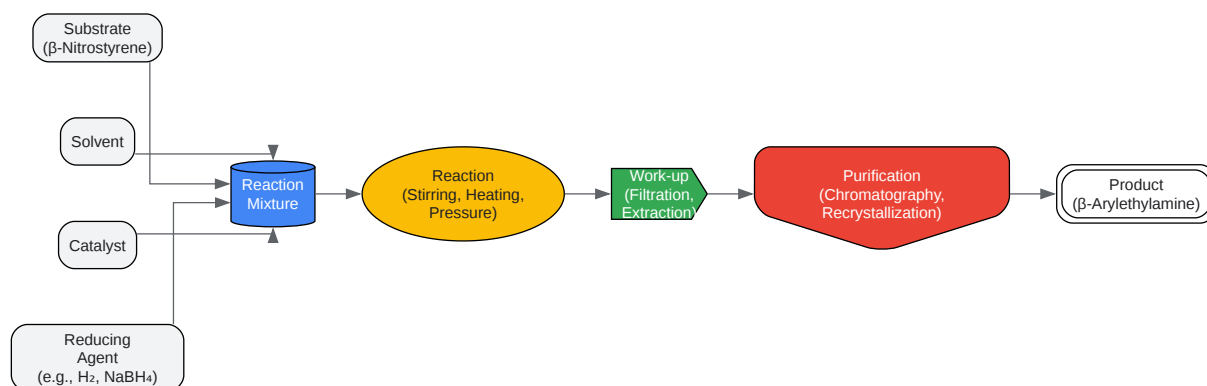 Substrate
(β-Nitrostyrene)
Solvent
Catalyst
Reducing
Agent
(e.g., H₂, NaBH₄)
Reaction
Mixture
Reaction
(Stirring, Heating,
Pressure)
Work-up
(Filtration,
Extraction)
Purification
(Chromatography,
Recrystallization)
Product
(β-Arylethylamine)